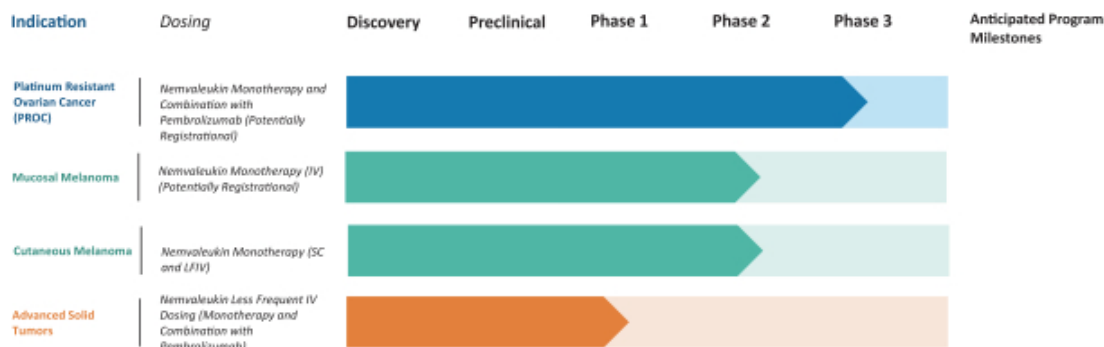 Indication Dosing Discovery Preclinical Phase 1 Phase 2 Phase 3 Anticipated Program
Milestones
Platinum Resistant
Ovarian Cancer
(PROC)
Nemvaleukin Monotherapy and
Combination with
Pembrolizumab (Potentially
Registrational)
Mucosal Melanoma
Nemvaleukin Monotherapy (IV)
(Potentially Registrational)
Cutaneous Melanoma
Nemvaleukin Monotherapy (SC
and LFIV)
Advanced Solid
Tumors
Nemvaleukin Less Frequent IV
Dosing (Monotherapy and
Combination with
Pembrolizumab)